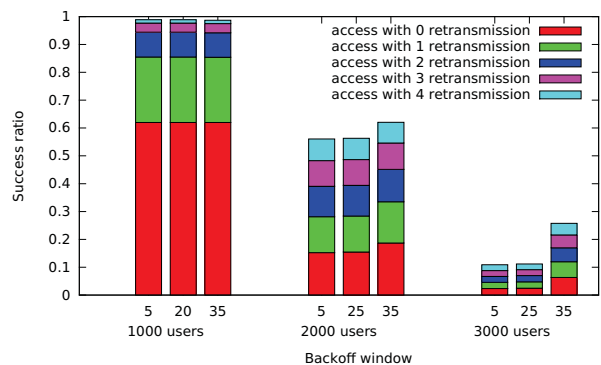 1
0.9
0.8
0.7
0.6
0.5
0.4
0.3
0.2
0.1
0
Success ratio
access with 0 retransmission
access with 1 retransmission
access with 2 retransmission
access with 3 retransmission
access with 4 retransmission
5 20 35 5 25 35 5 25 35
1000 users 2000 users 3000 users
Backoff window